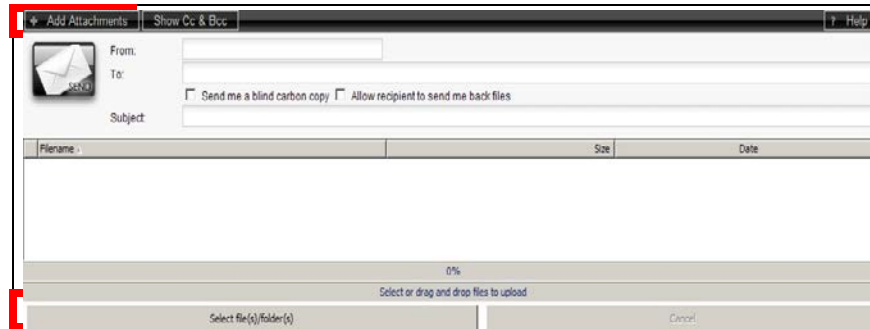 + Add Attachments Show Cc & Bcc ? Help
From:
SEND
To:
Send me a blind carbon copy Allow recipient to send me back files
Subject:
Filename Size Date
0%
Select or drag and drop files to upload
Select file(s)/folder(s) Cancel